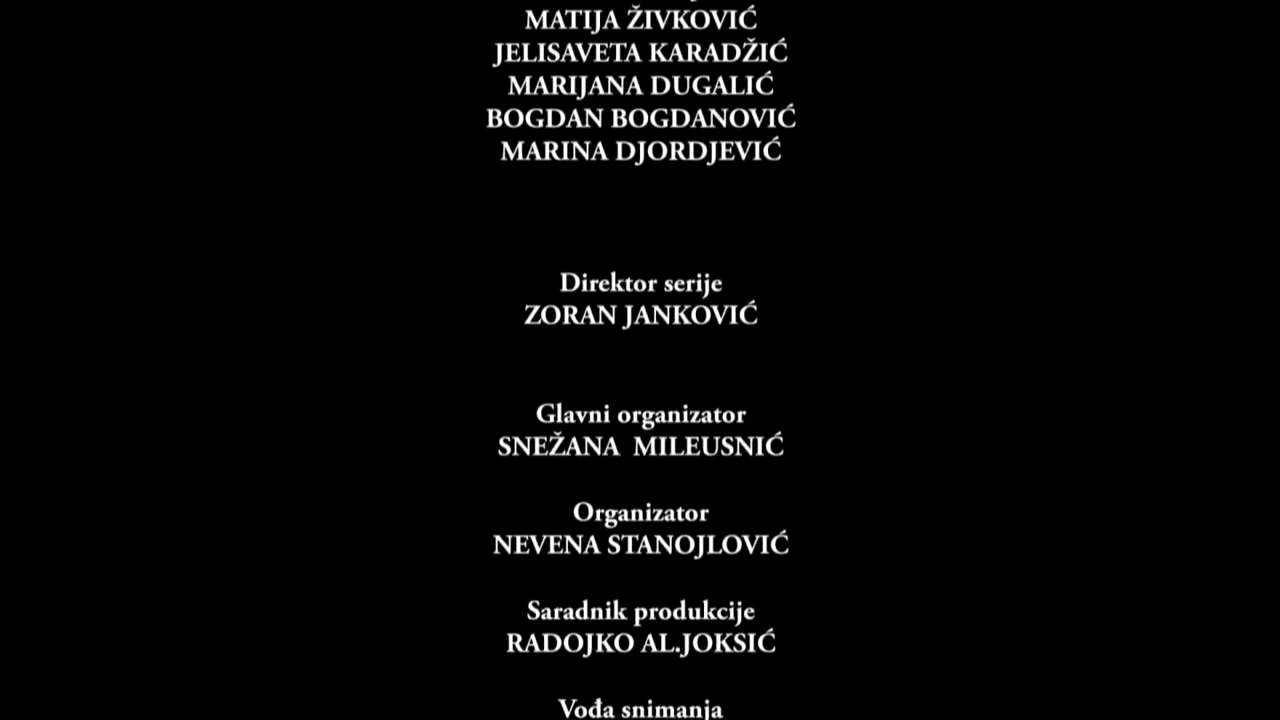 MATIJA ŽIVKOVIĆ
JELISAVETA KARADŽIĆ
MARIJANA DUGALIĆ
BOGDAN BOGDANOVIĆ
MARINA DJORDJEVIĆ
Direktor serije
ZORAN JANKOVIĆ
Glavni organizator
SNEŽANA  MILEUSNIĆ
Organizator
NEVENA STANOJLOVIĆ
Saradnik produkcije
RADOJKO AL.JOKSIĆ
Vođa snimanja